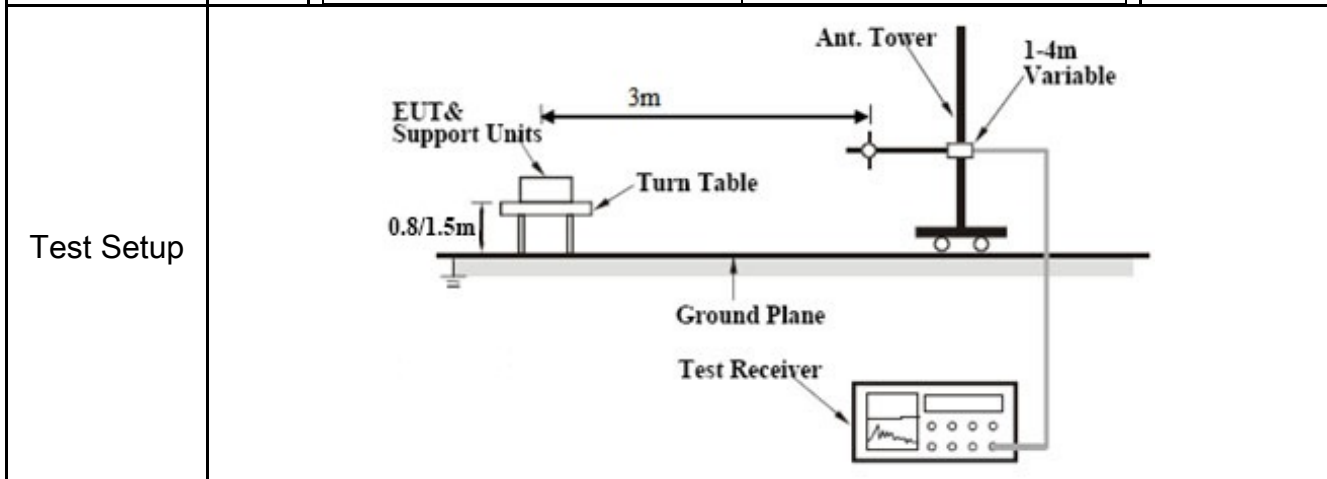 Test Setup
Ant. Tower
1-4m
Variable
3m
EUT&
Support Units
Turn Table
0.8/1.5m
Ground Plane
Test Receiver